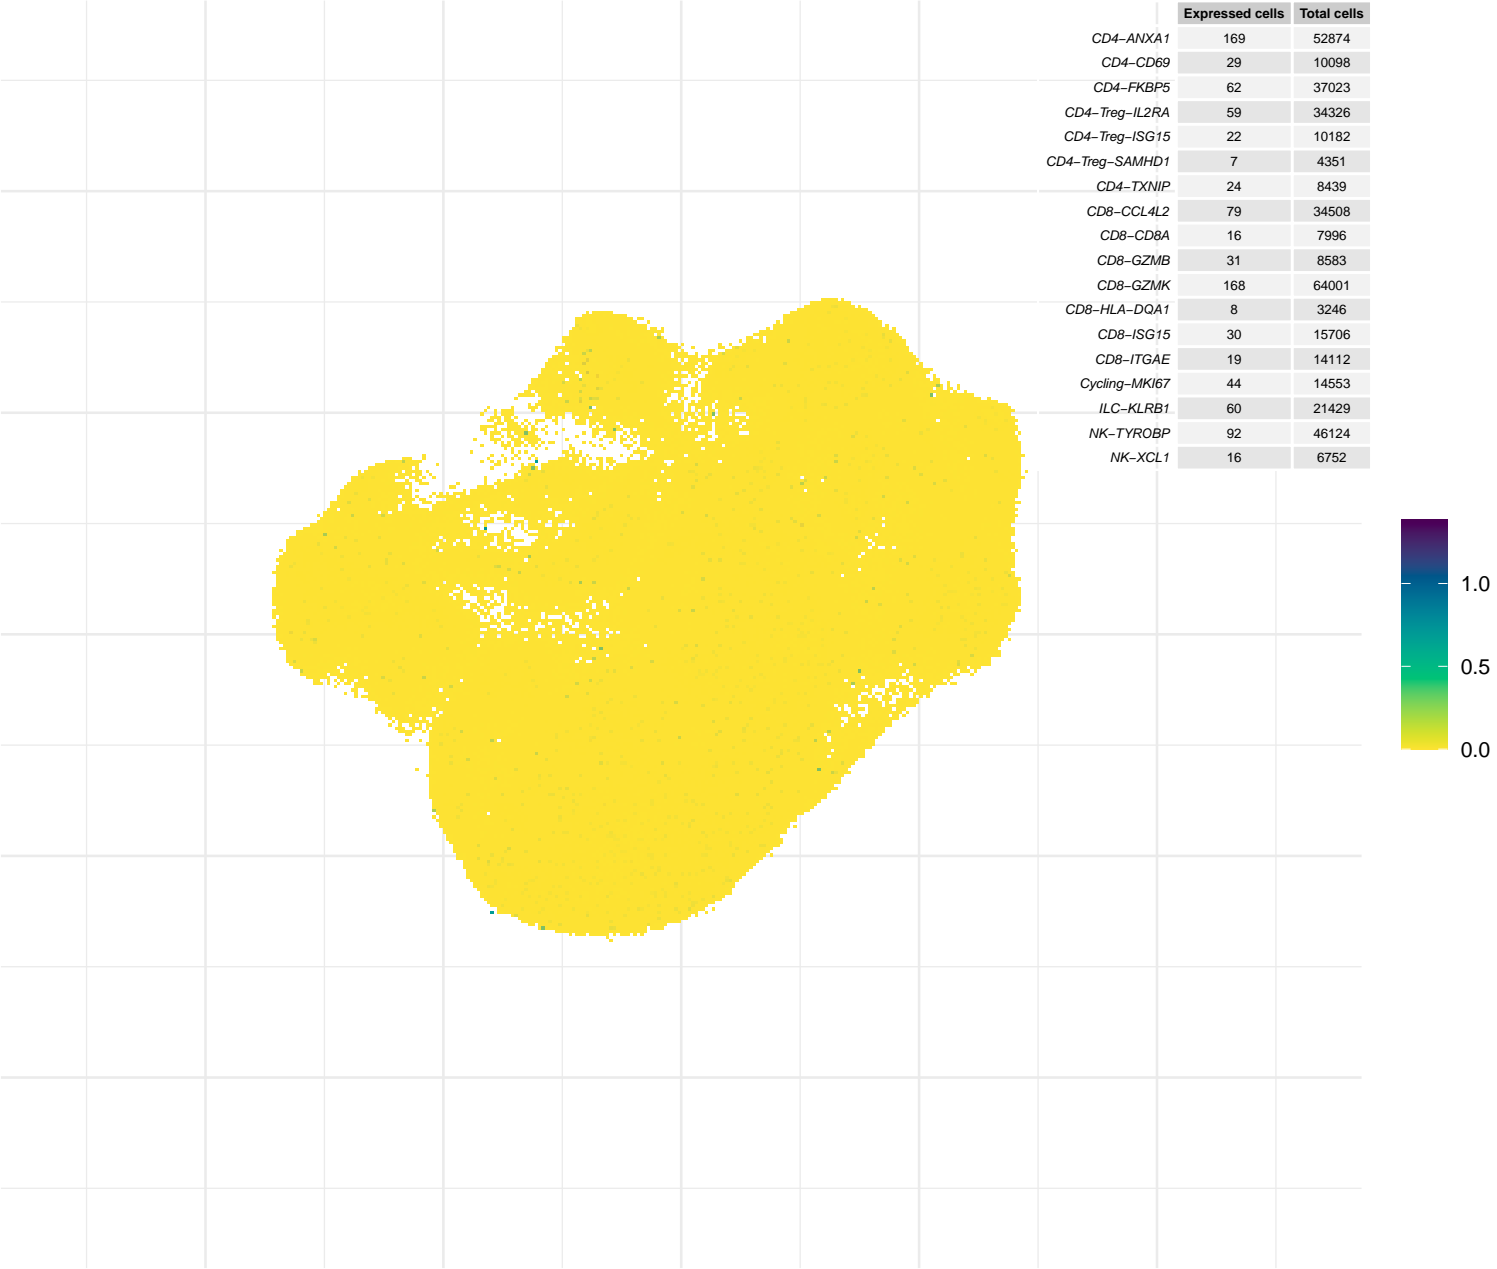 Expressed cells Total cells
CD4−ANXA1 169 52874
CD4−CD69 29 10098
CD4−FKBP5 62 37023
CD4−Treg−IL2RA 59 34326
CD4−Treg−ISG15 22 10182
CD4−Treg−SAMHD1 7 4351
CD4−TXNIP 24 8439
CD8−CCL4L2 79 34508
CD8−CD8A 16 7996
CD8−GZMB 31 8583
CD8−GZMK 168 64001
CD8−HLA−DQA1 8 3246
CD8−ISG15 30 15706
CD8−ITGAE 19 14112
Cycling−MKI67 44 14553
ILC−KLRB1 60 21429
NK−TYROBP 92 46124
NK−XCL1 16 6752
1.0
0.5
0.0